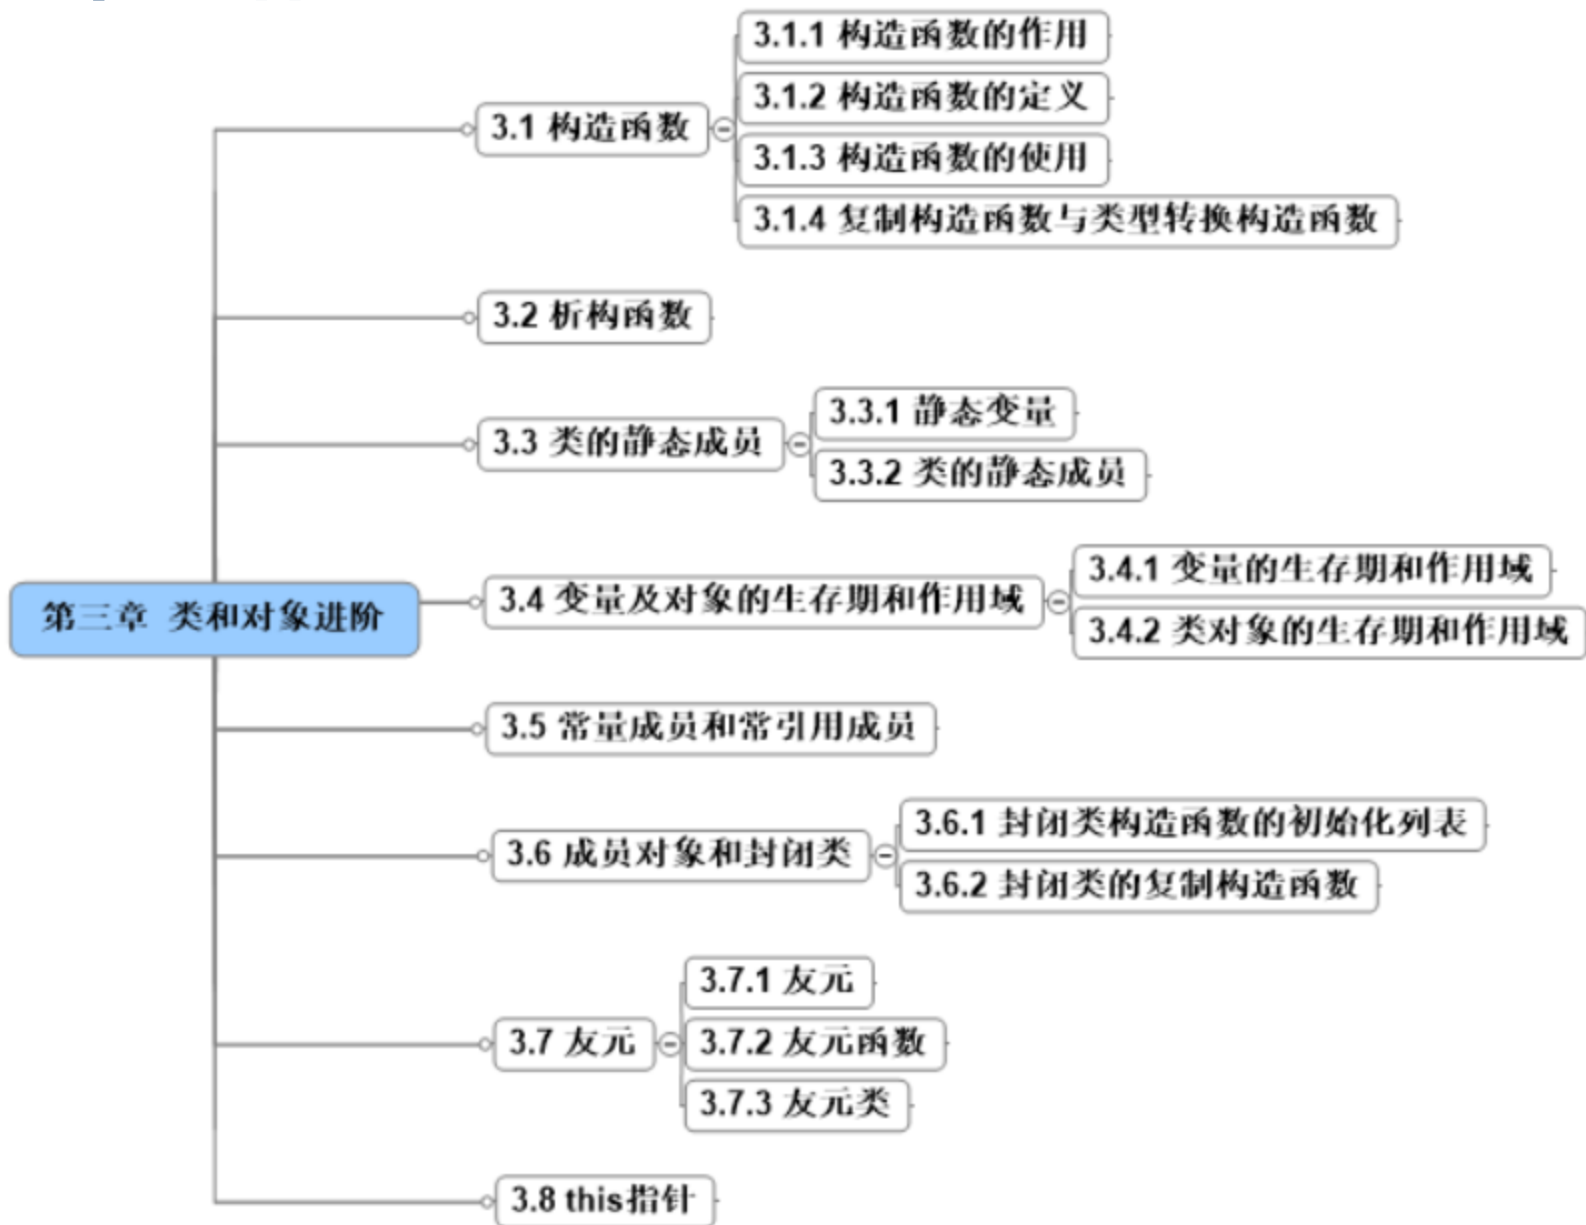 第三章 类和对象进阶
3.1 构造函数
3.1.1 构造函数的作用
3.1.2 构造函数的定义
3.1.3 构造函数的使用
3.1.4 复制构造函数与类型转换构造函数
3.2 析构函数
3.3 类的静态成员
3.3.1 静态变量
3.3.2 类的静态成员
3.4 变量及对象的生存期和作用域
3.4.1 变量的生存期和作用域
3.4.2 类对象的生存期和作用域
3.5 常量成员和常引用成员
3.6 成员对象和封闭类
3.6.1 封闭类构造函数的初始化列表
3.6.2 封闭类的复制构造函数
3.7 友元
3.7.1 友元
3.7.2 友元函数
3.7.3 友元类
3.8 this指针